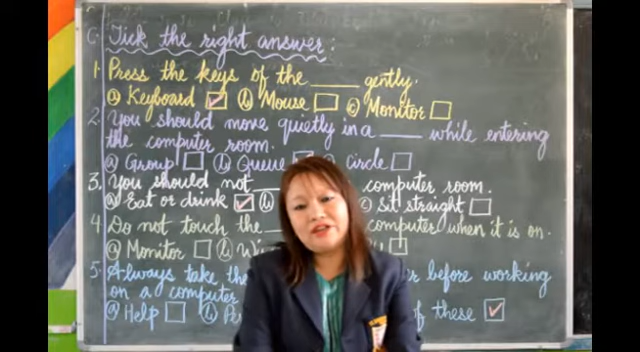 C. Tick the right answer:
1. Press the keys of the ______ gently.
a Keyboard b Mouse c Monitor
2. You should move quietly in a ______ while entering
the computer room.
a Group b Queue c Circle
3. You should not computer room.
a Eat or drink b c Sit straight
4. Do not touch the computer when it is on.
a Monitor b
5. Always take the before working
on a computer
a Help b of these